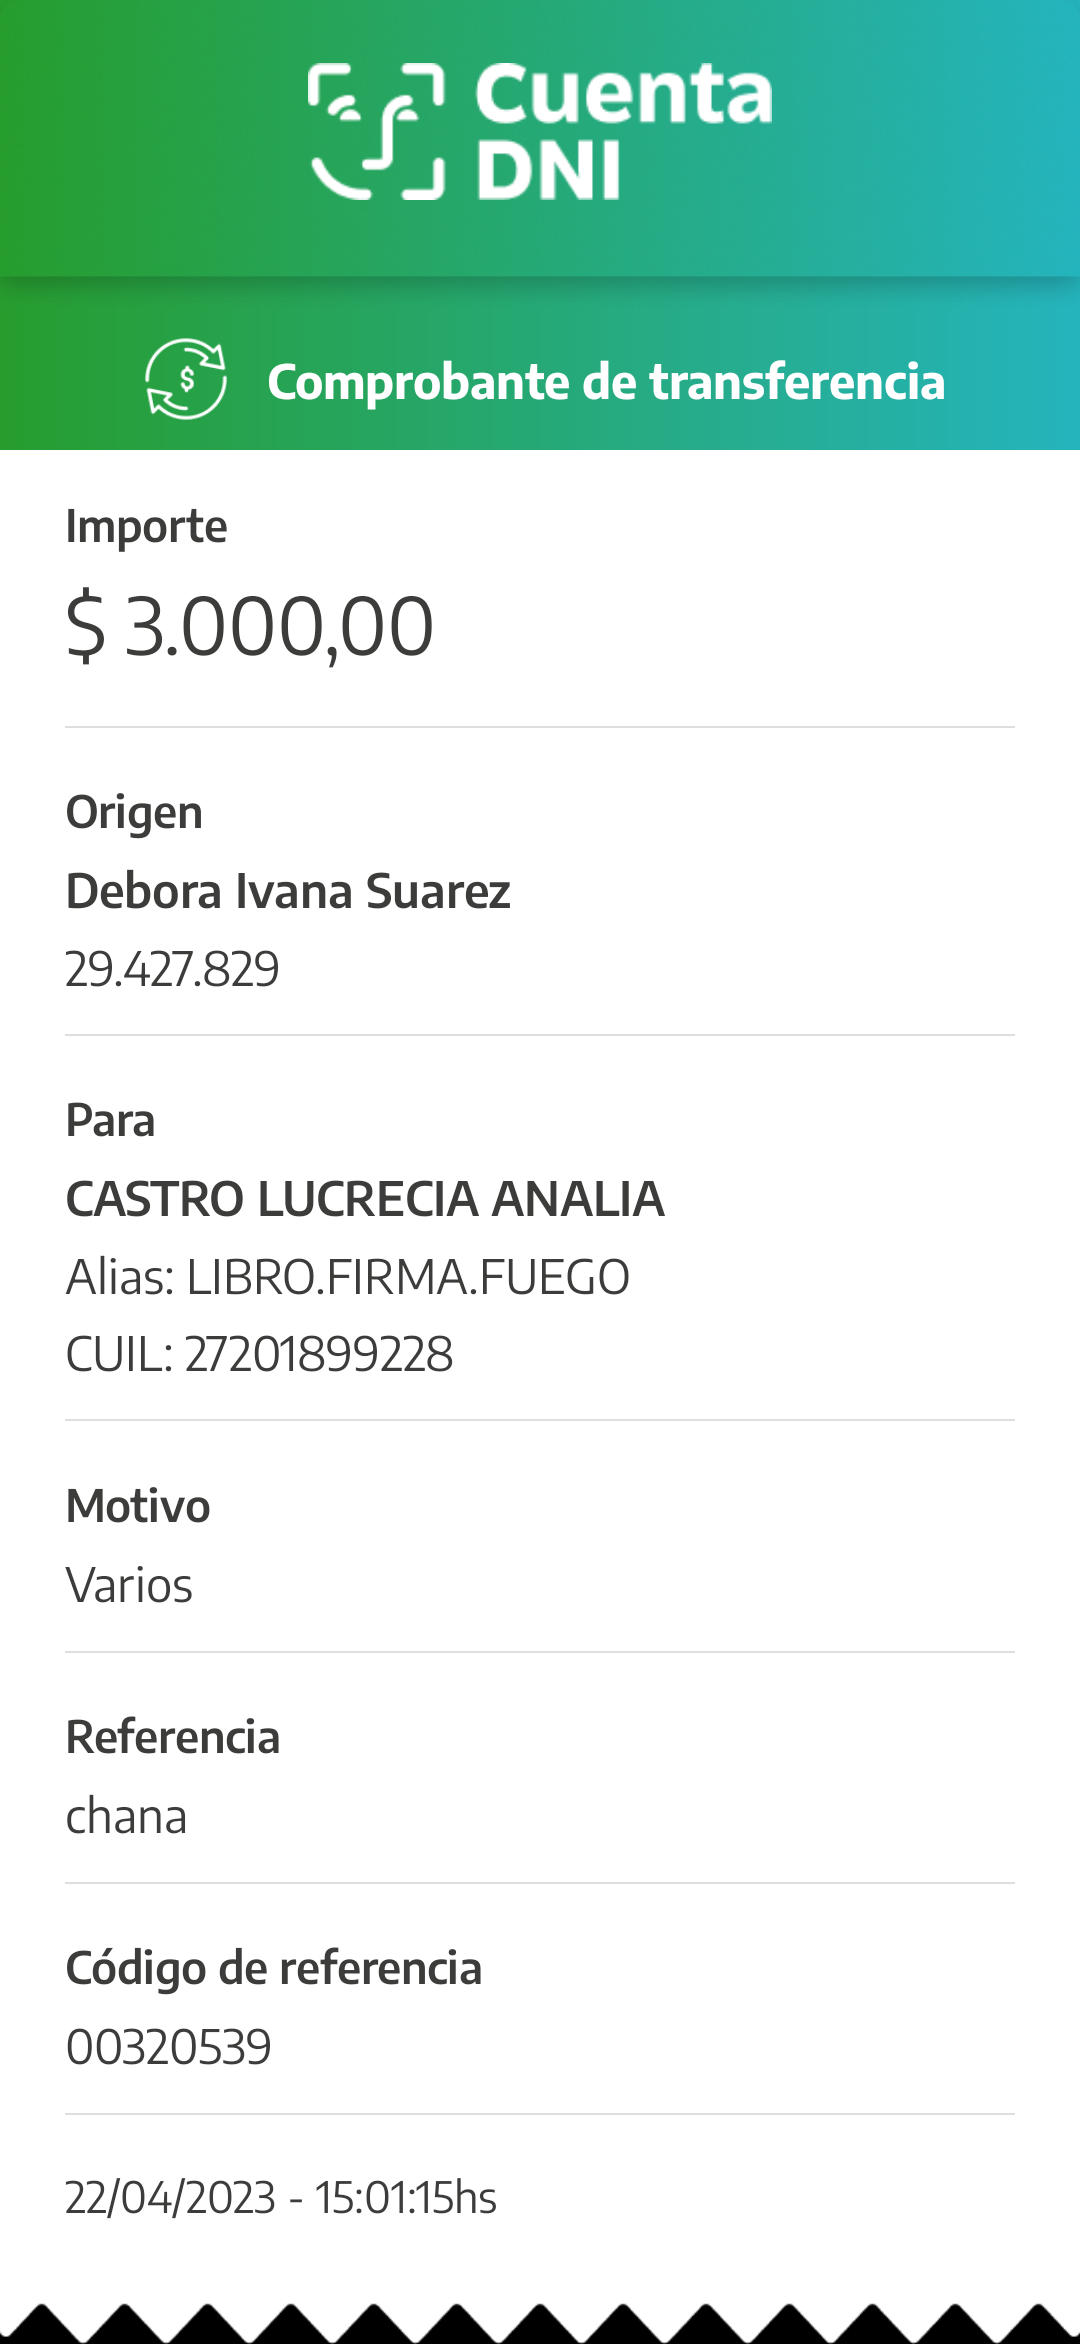 Cuenta
DNI
Comprobante de transferencia
Importe
$ 3.000,00
Origen
Debora Ivana Suarez
29.427.829
Para
CASTRO LUCRECIA ANALIA
Alias: LIBRO.FIRMA.FUEGO
CUIL: 27201899228
Motivo
Varios
Referencia
chana
Código de referencia
00320539
22/04/2023 - 15:01:15hs